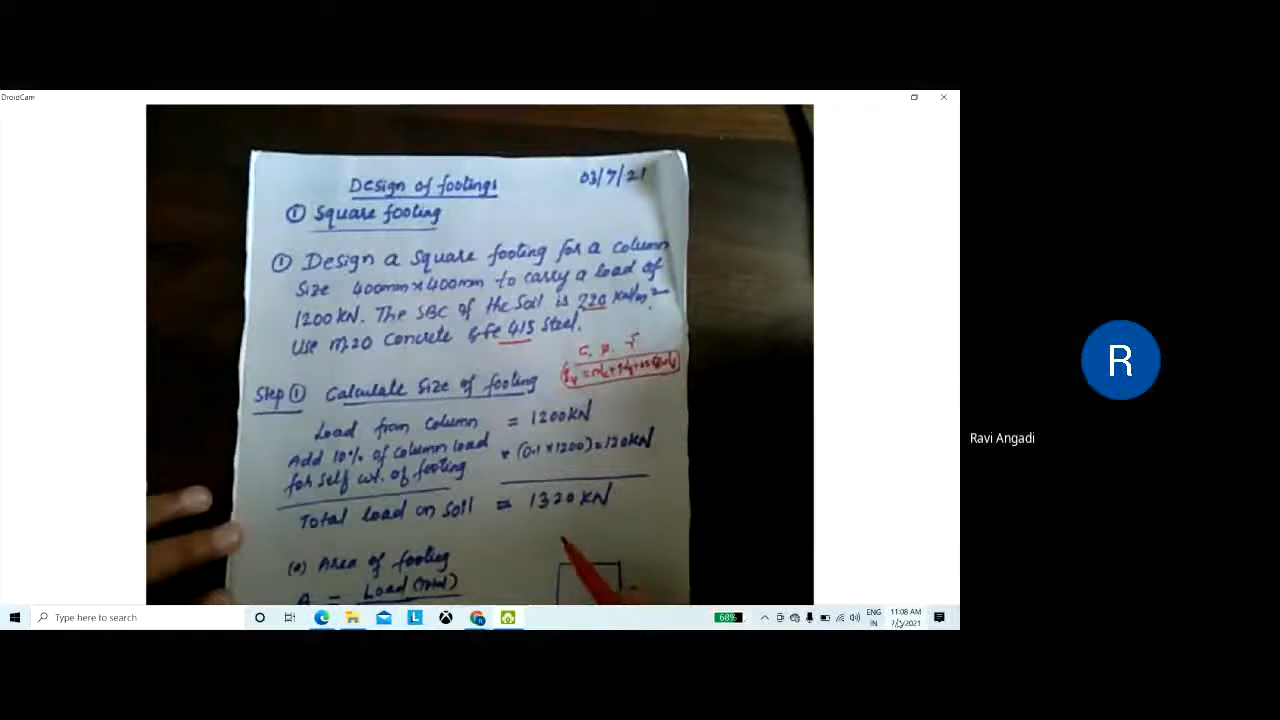 DroidCam
Design of footings
03/7/21
① Square footing
① Design a Square footing for a Column
Size 400mm×400mm to carry a load of
1200 kN. The SBC of the Soil is 220 kN/m²
Use M20 Concrete & Fe 415 Steel.
C, φ, γ
Step ① Calculate Size of footing
Load from Column = 1200 kN
Add 10% of Column load = (0.1 × 1200) = 120 kN
for Self wt. of footing
Total load on Soil = 1320 kN
(a) Area of footing
A = Load (Total)
R
Ravi Angadi
Type here to search
68%
ENG
IN
11:08 AM